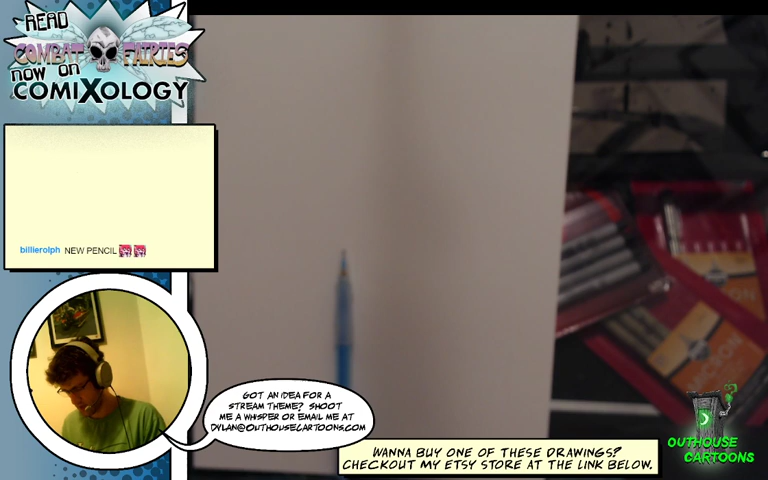 READ
COMBAT FAIRIES
NOW ON
COMIXOLOGY
billierolph NEW PENCIL
GOT AN IDEA FOR A
STREAM THEME? SHOOT
ME A WHISPER OR EMAIL ME AT
DYLAN@OUTHOUSECARTOONS.COM
WANNA BUY ONE OF THESE DRAWINGS?
CHECKOUT MY ETSY STORE AT THE LINK BELOW.
OUTHOUSE
CARTOONS